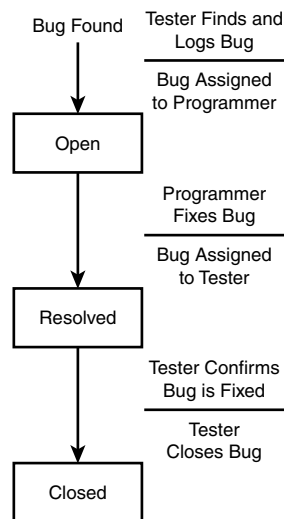 Bug Found
Tester Finds and
Logs Bug
Bug Assigned
to Programmer
Open
Programmer
Fixes Bug
Bug Assigned
to Tester
Resolved
Tester Confirms
Bug is Fixed
Tester
Closes Bug
Closed